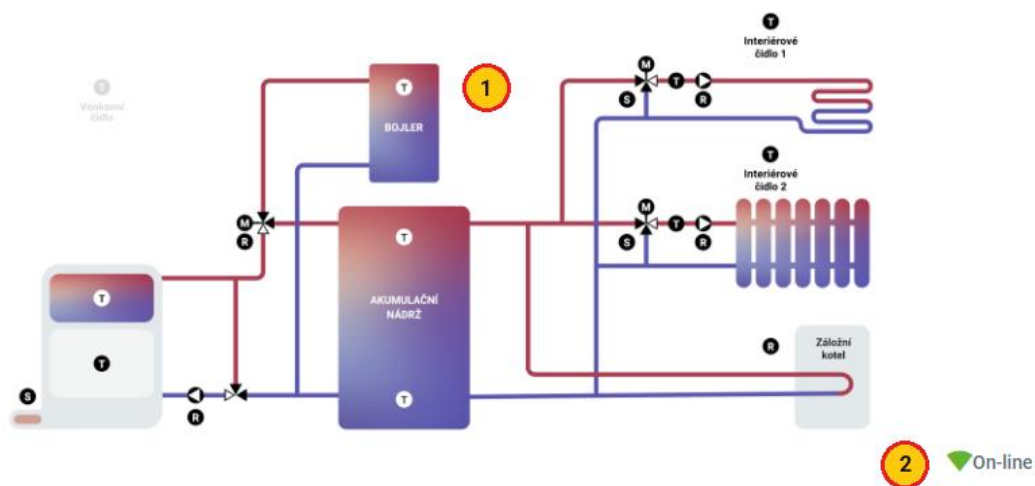 T
Interiérové
čidlo 1
M
T
S
R
T
1
T
Venkovní
čidlo
BOJLER
T
Interiérové
čidlo 2
M
T
S
R
M
R
T
T
AKUMULAČNÍ
NÁDRŽ
T
R
Záložní
kotel
T
S
R
T
2
On-line